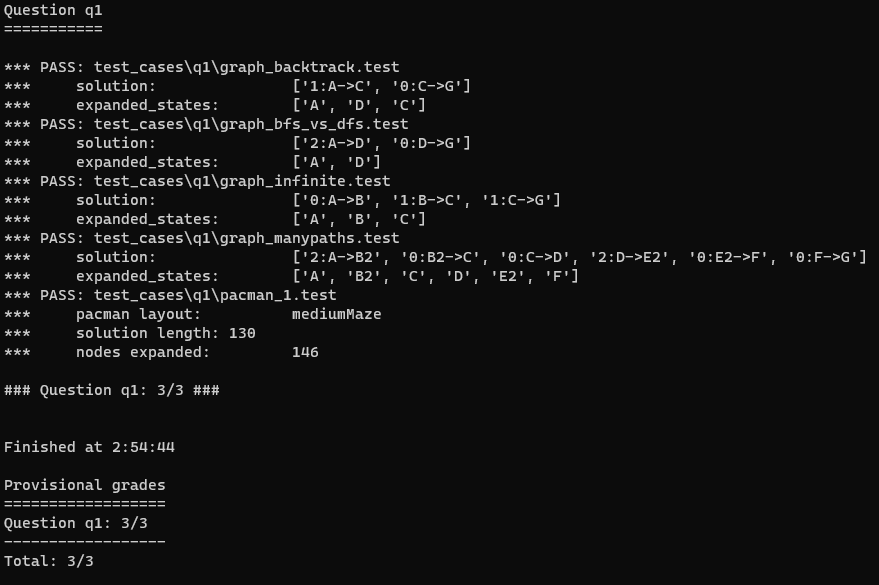 Question q1
===========
*** PASS: test_cases\q1\graph_backtrack.test
***     solution:               ['1:A->C', '0:C->G']
***     expanded_states:        ['A', 'D', 'C']
*** PASS: test_cases\q1\graph_bfs_vs_dfs.test
***     solution:               ['2:A->D', '0:D->G']
***     expanded_states:        ['A', 'D']
*** PASS: test_cases\q1\graph_infinite.test
***     solution:               ['0:A->B', '1:B->C', '1:C->G']
***     expanded_states:        ['A', 'B', 'C']
*** PASS: test_cases\q1\graph_manypaths.test
***     solution:               ['2:A->B2', '0:B2->C', '0:C->D', '2:D->E2', '0:E2->F', '0:F->G']
***     expanded_states:        ['A', 'B2', 'C', 'D', 'E2', 'F']
*** PASS: test_cases\q1\pacman_1.test
***     pacman layout:          mediumMaze
***     solution length: 130
***     nodes expanded:         146
### Question q1: 3/3 ###
Finished at 2:54:44
Provisional grades
==================
Question q1: 3/3
------------------
Total: 3/3